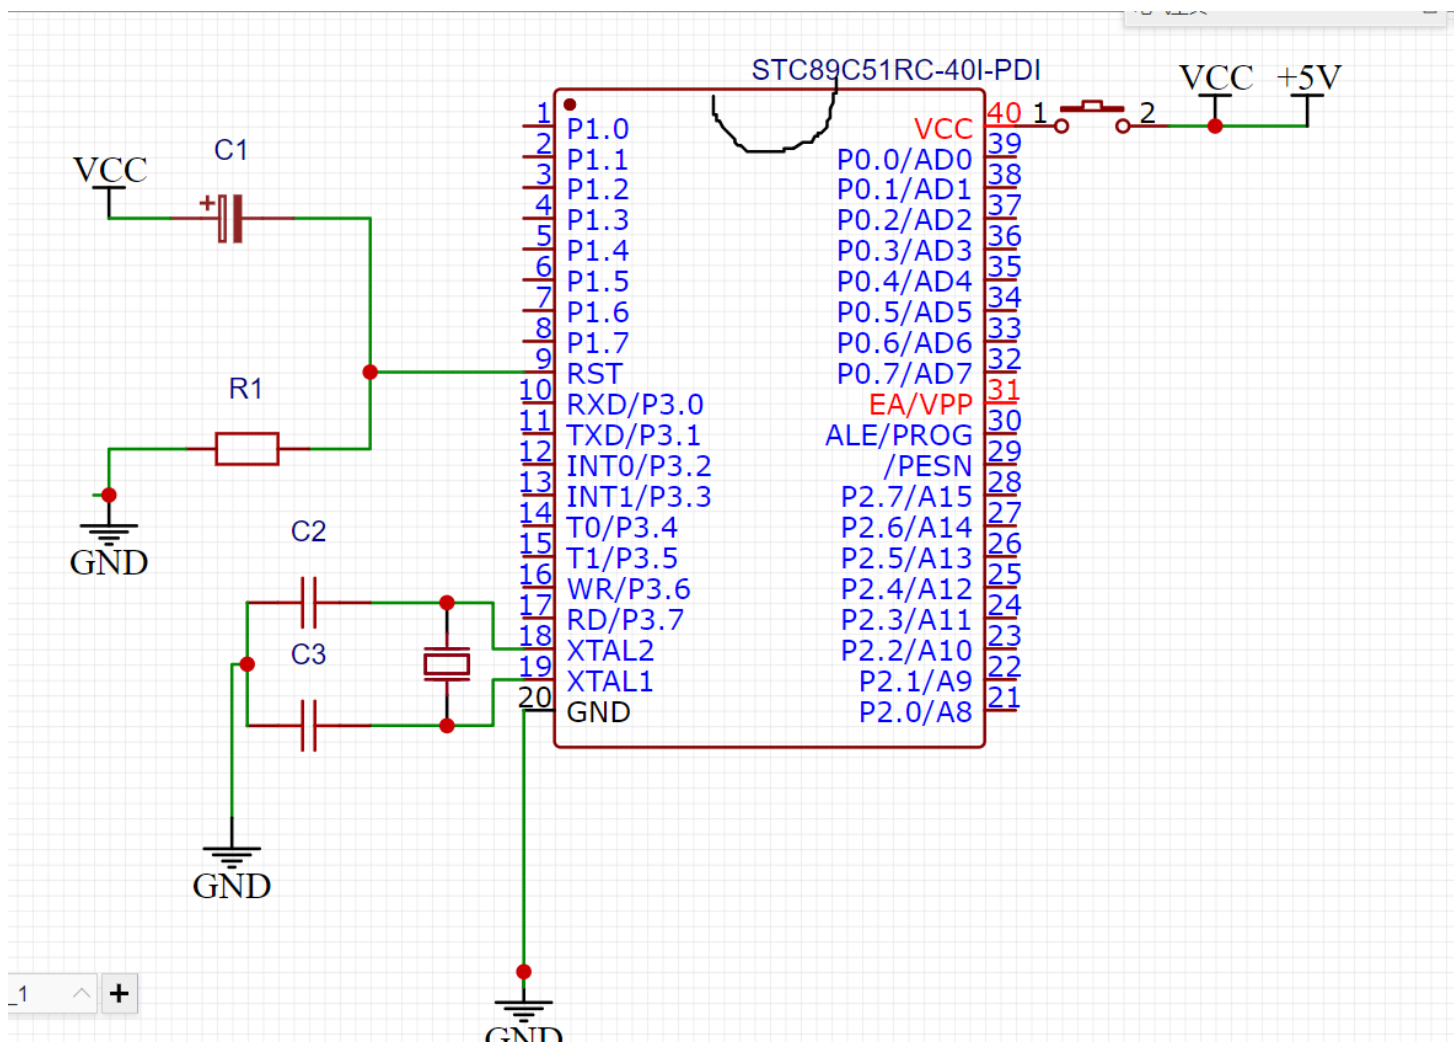 STC89C51RC-40I-PDI
VCC +5V
C1
VCC
R1
GND
C2
C3
GND
GND
1 P1.0
2 P1.1
3 P1.2
4 P1.3
5 P1.4
6 P1.5
7 P1.6
8 P1.7
9 RST
10 RXD/P3.0
11 TXD/P3.1
12 INT0/P3.2
13 INT1/P3.3
14 T0/P3.4
15 T1/P3.5
16 WR/P3.6
17 RD/P3.7
18 XTAL2
19 XTAL1
20 GND
VCC 40 1 2
P0.0/AD0 39
P0.1/AD1 38
P0.2/AD2 37
P0.3/AD3 36
P0.4/AD4 35
P0.5/AD5 34
P0.6/AD6 33
P0.7/AD7 32
EA/VPP 31
ALE/PROG 30
/PESN 29
P2.7/A15 28
P2.6/A14 27
P2.5/A13 26
P2.4/A12 25
P2.3/A11 24
P2.2/A10 23
P2.1/A9 22
P2.0/A8 21
_1
+